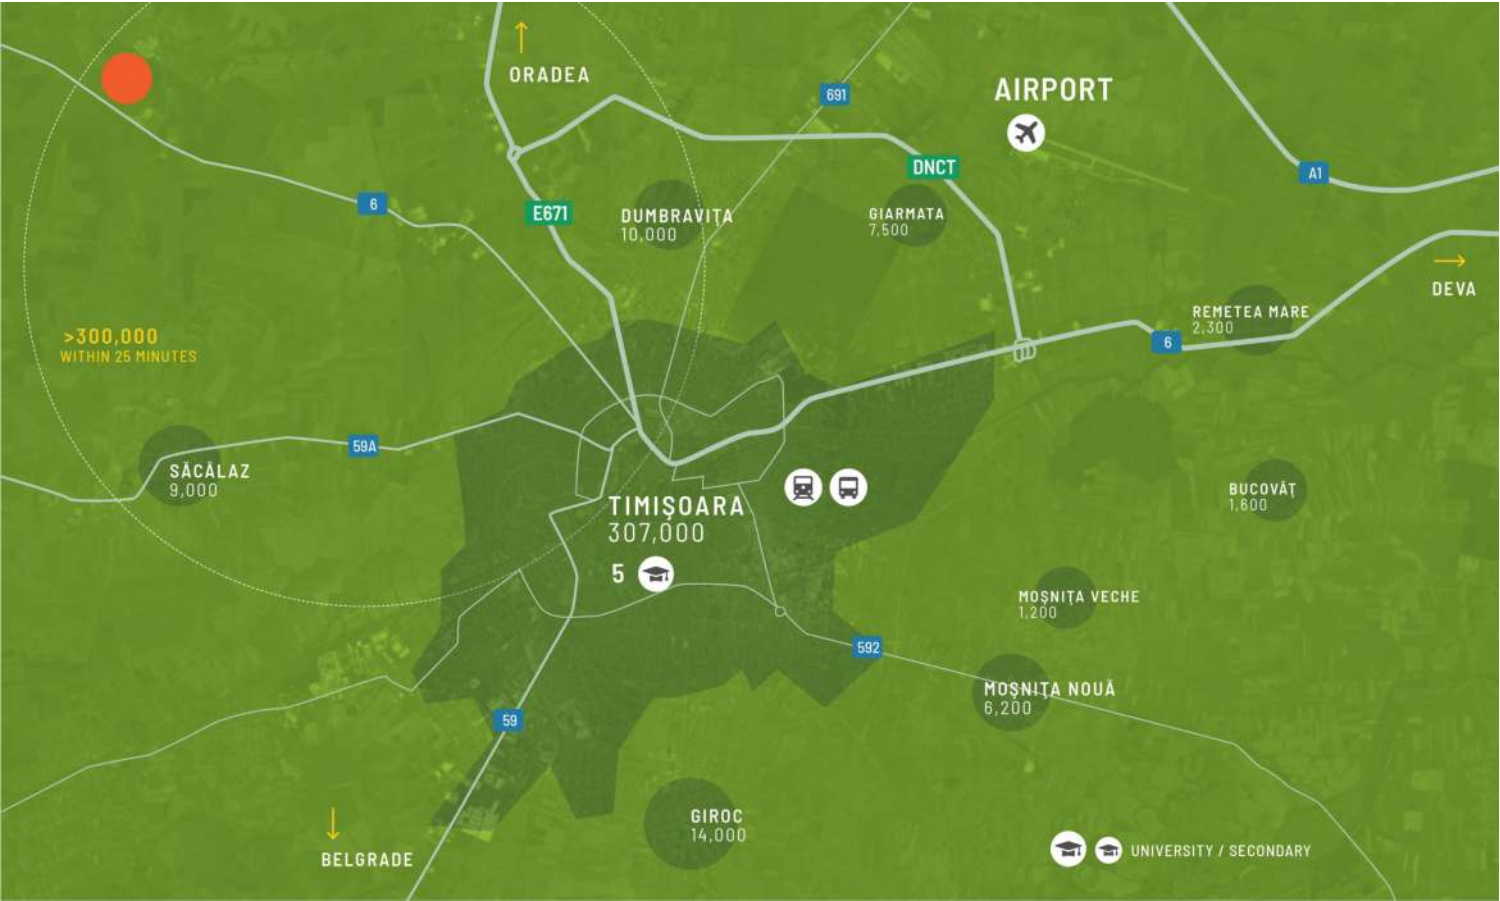 ORADEA
691
AIRPORT
DNCT
A1
6
E671
DUMBRAVIȚA
10,000
GIARMATA
7,500
DEVA
REMETEA MARE
2,300
6
>300,000
WITHIN 25 MINUTES
59A
SĂCĂLAZ
9,000
TIMIȘOARA
307,000
5
BUCOVĂȚ
1,600
MOȘNIȚA VECHE
1,200
592
MOȘNIȚA NOUĂ
6,200
59
GIROC
14,000
BELGRADE
UNIVERSITY / SECONDARY